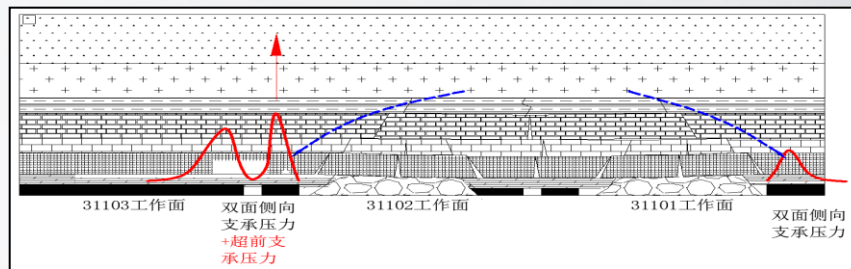 31103工作面
双面侧向
支承压力
+超前支
承压力
31102工作面
31101工作面
双面侧向
支承压力